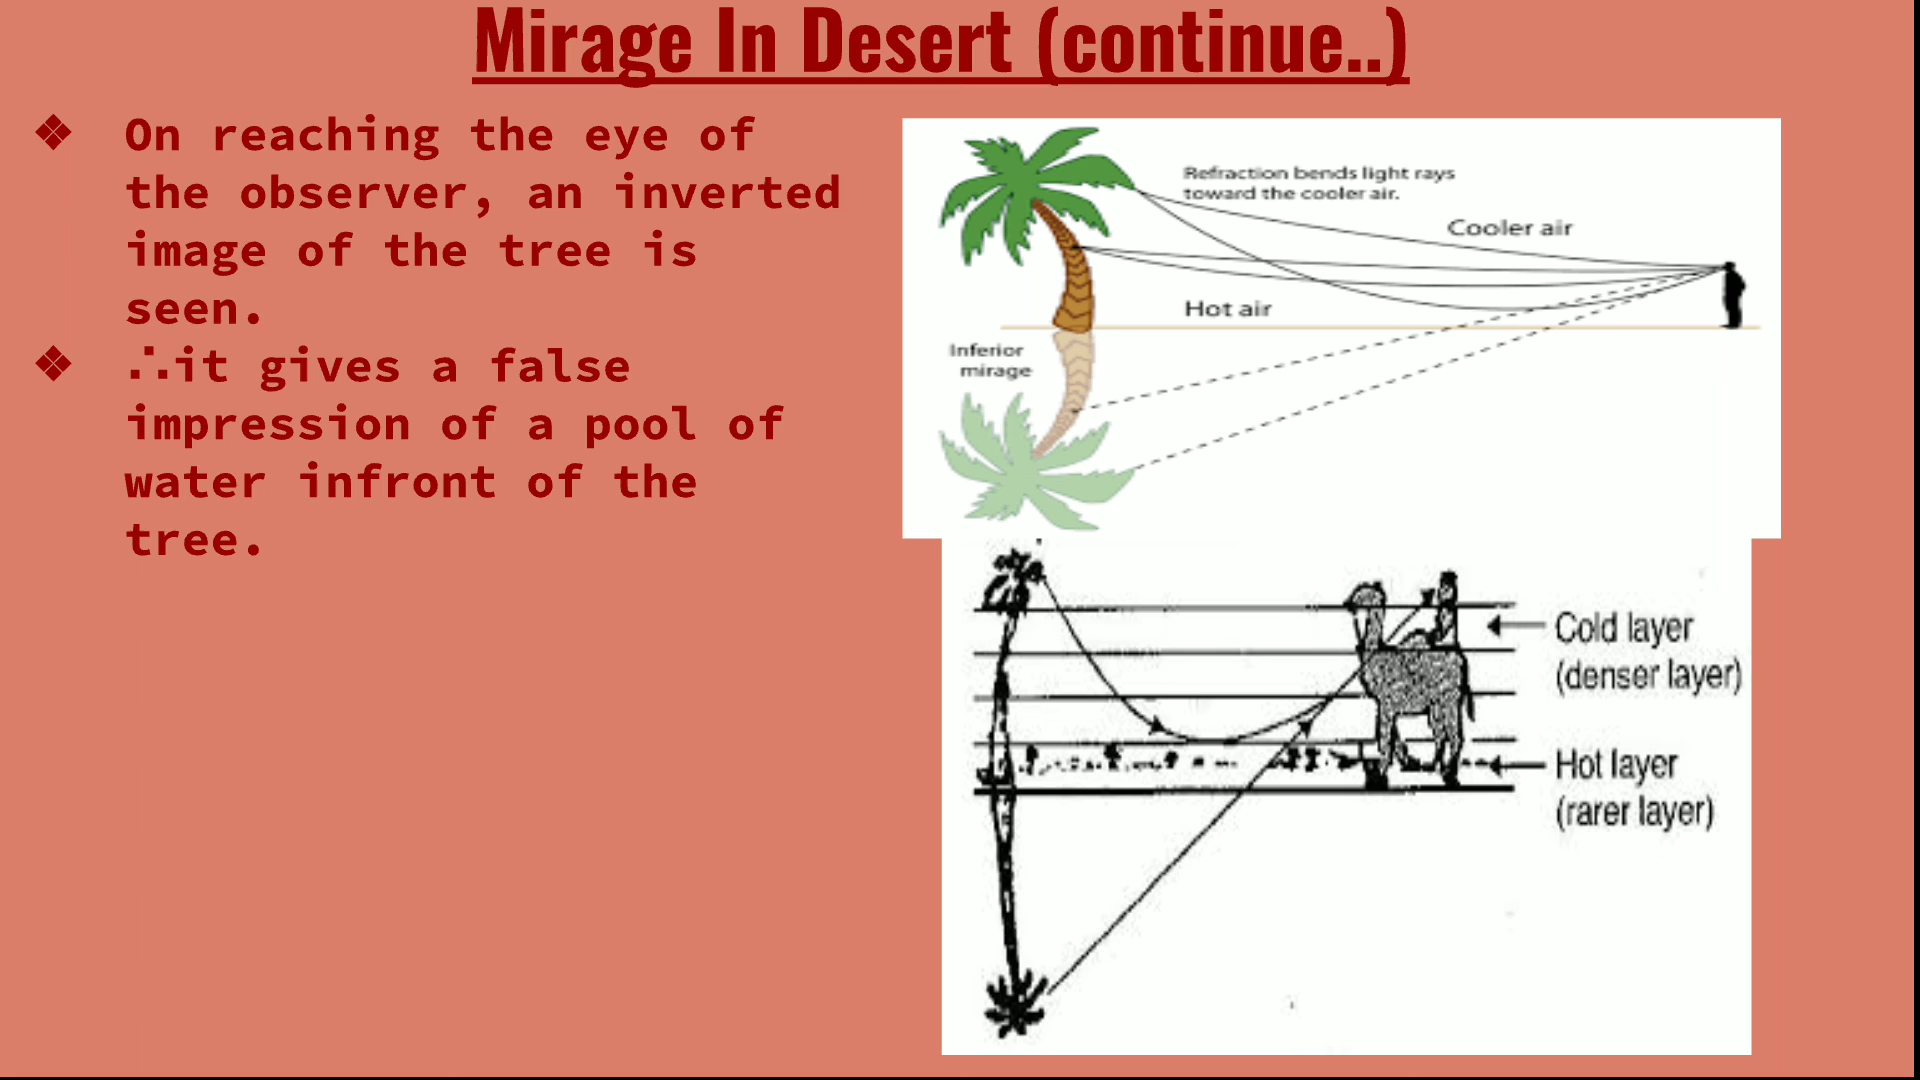 Mirage In Desert (continue..)
❖ On reaching the eye of
the observer, an inverted
image of the tree is
seen.
❖ ∴it gives a false
impression of a pool of
water infront of the
tree.
Refraction bends light rays
toward the cooler air.
Cooler air
Hot air
Inferior
mirage
Cold layer
(denser layer)
Hot layer
(rarer layer)